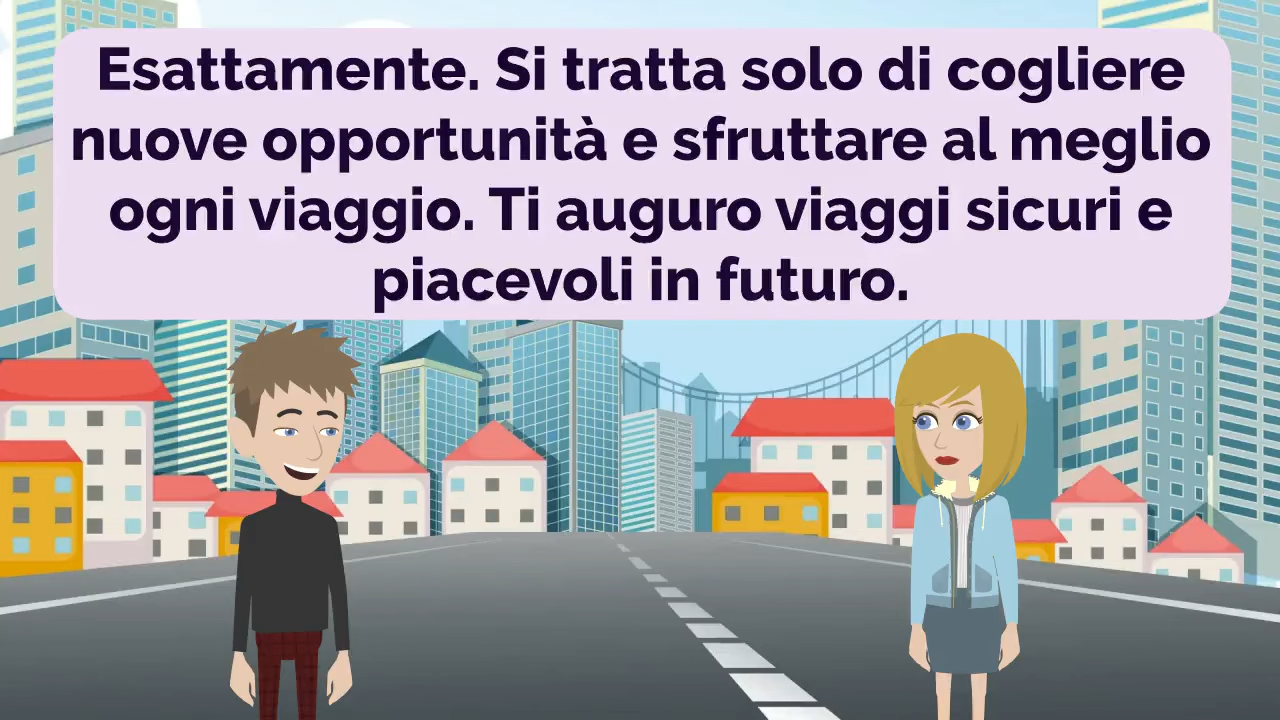 Esattamente. Si tratta solo di cogliere
nuove opportunità e sfruttare al meglio
ogni viaggio. Ti auguro viaggi sicuri e
piacevoli in futuro.